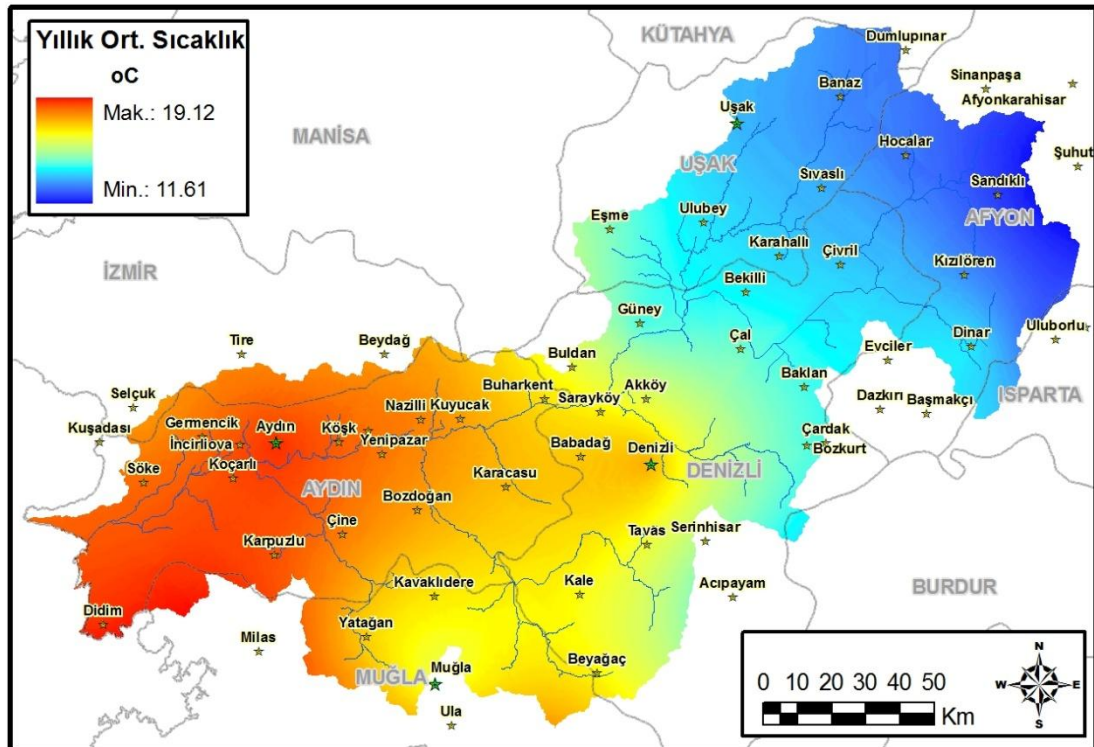 Yıllık Ort. Sıcaklık
oC
Mak.: 19.12
Min.: 11.61
KÜTAHYA
Dumlupınar
Sinanpaşa
Afyonkarahisar
Banaz
Uşak
MANİSA
Hocalar
Şuhut
UŞAK
Sıvaslı
Sandıklı
AFYON
Eşme
Ulubey
Karahallı
Çivril
Kızılören
İZMİR
Bekilli
Güney
Dinar
Uluborlu
Tire
Beydağ
Buldan
Çal
Evciler
Baklan
ISPARTA
Selçuk
Buharkent
Akköy
Sarayköy
Dazkırı
Başmakçı
Kuşadası
Germencik
Aydın
Köşk
Nazilli
Kuyucak
Çardak
Bozkurt
İncirliova
Yenipazar
Babadağ
Denizli
DENİZLİ
Söke
Koçarlı
AYDIN
Karacasu
Bozdoğan
Çine
Tavas
Serinhisar
Karpuzlu
Kavaklıdere
Kale
Acıpayam
BURDUR
Didim
Milas
Yatağan
MUĞLA
Muğla
Beyağaç
Ula
N
W
E
S
0 10 20 30 40 50
Km